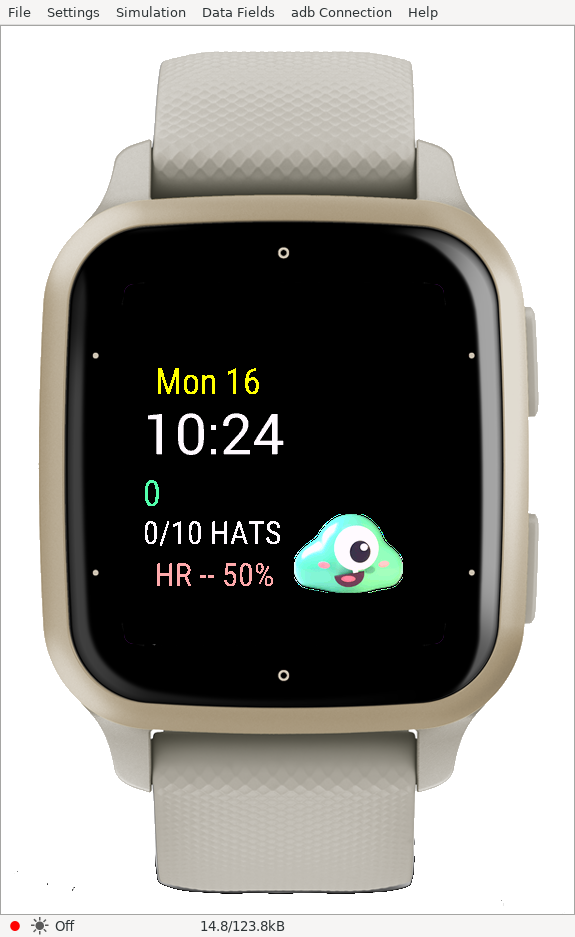 File Settings Simulation Data Fields adb Connection Help
Mon 16
10:24
0
0/10 HATS
HR -- 50%
Off 14.8/123.8kB